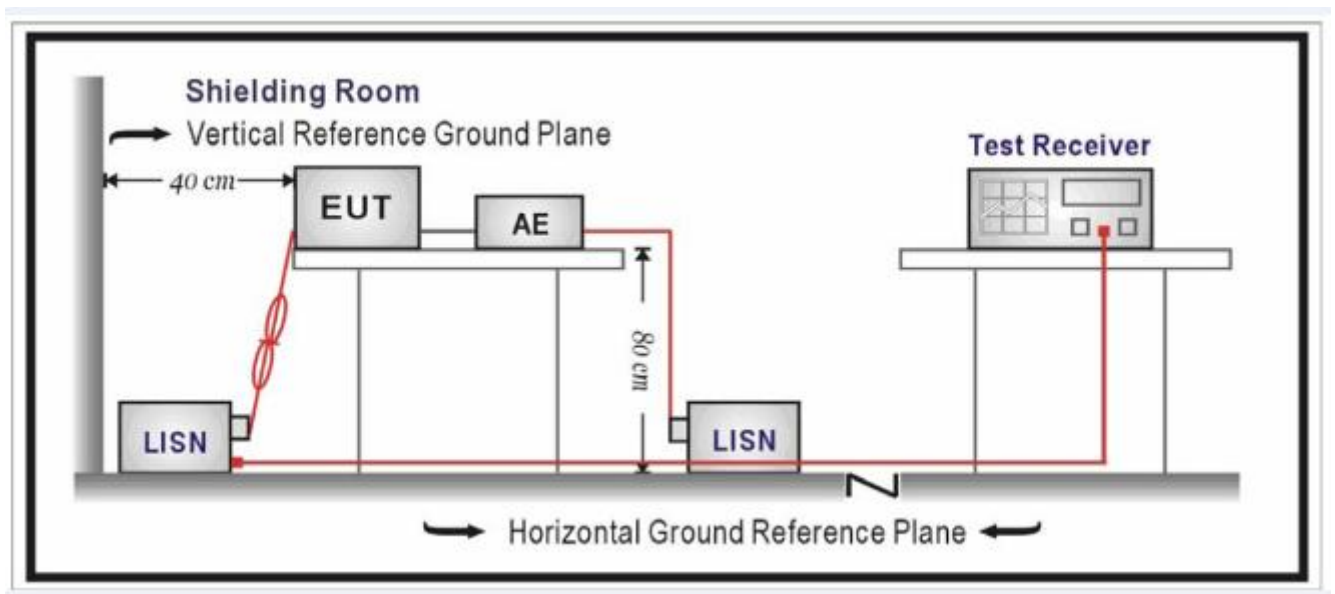 Shielding Room
Vertical Reference Ground Plane
40 cm
EUT
AE
Test Receiver
80 cm
LISN
LISN
Horizontal Ground Reference Plane